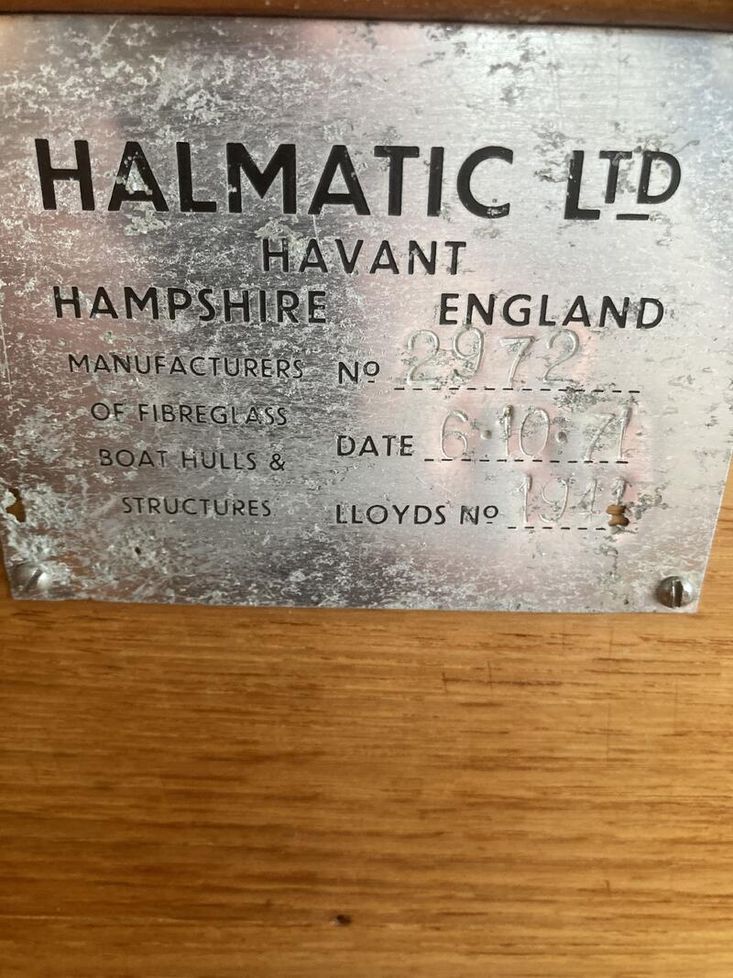 HALMATIC LTD
HAVANT
HAMPSHIRE ENGLAND
MANUFACTURERS
OF FIBREGLASS
BOAT HULLS &
STRUCTURES
Nº 2972
DATE 6·10·71
LLOYDS Nº